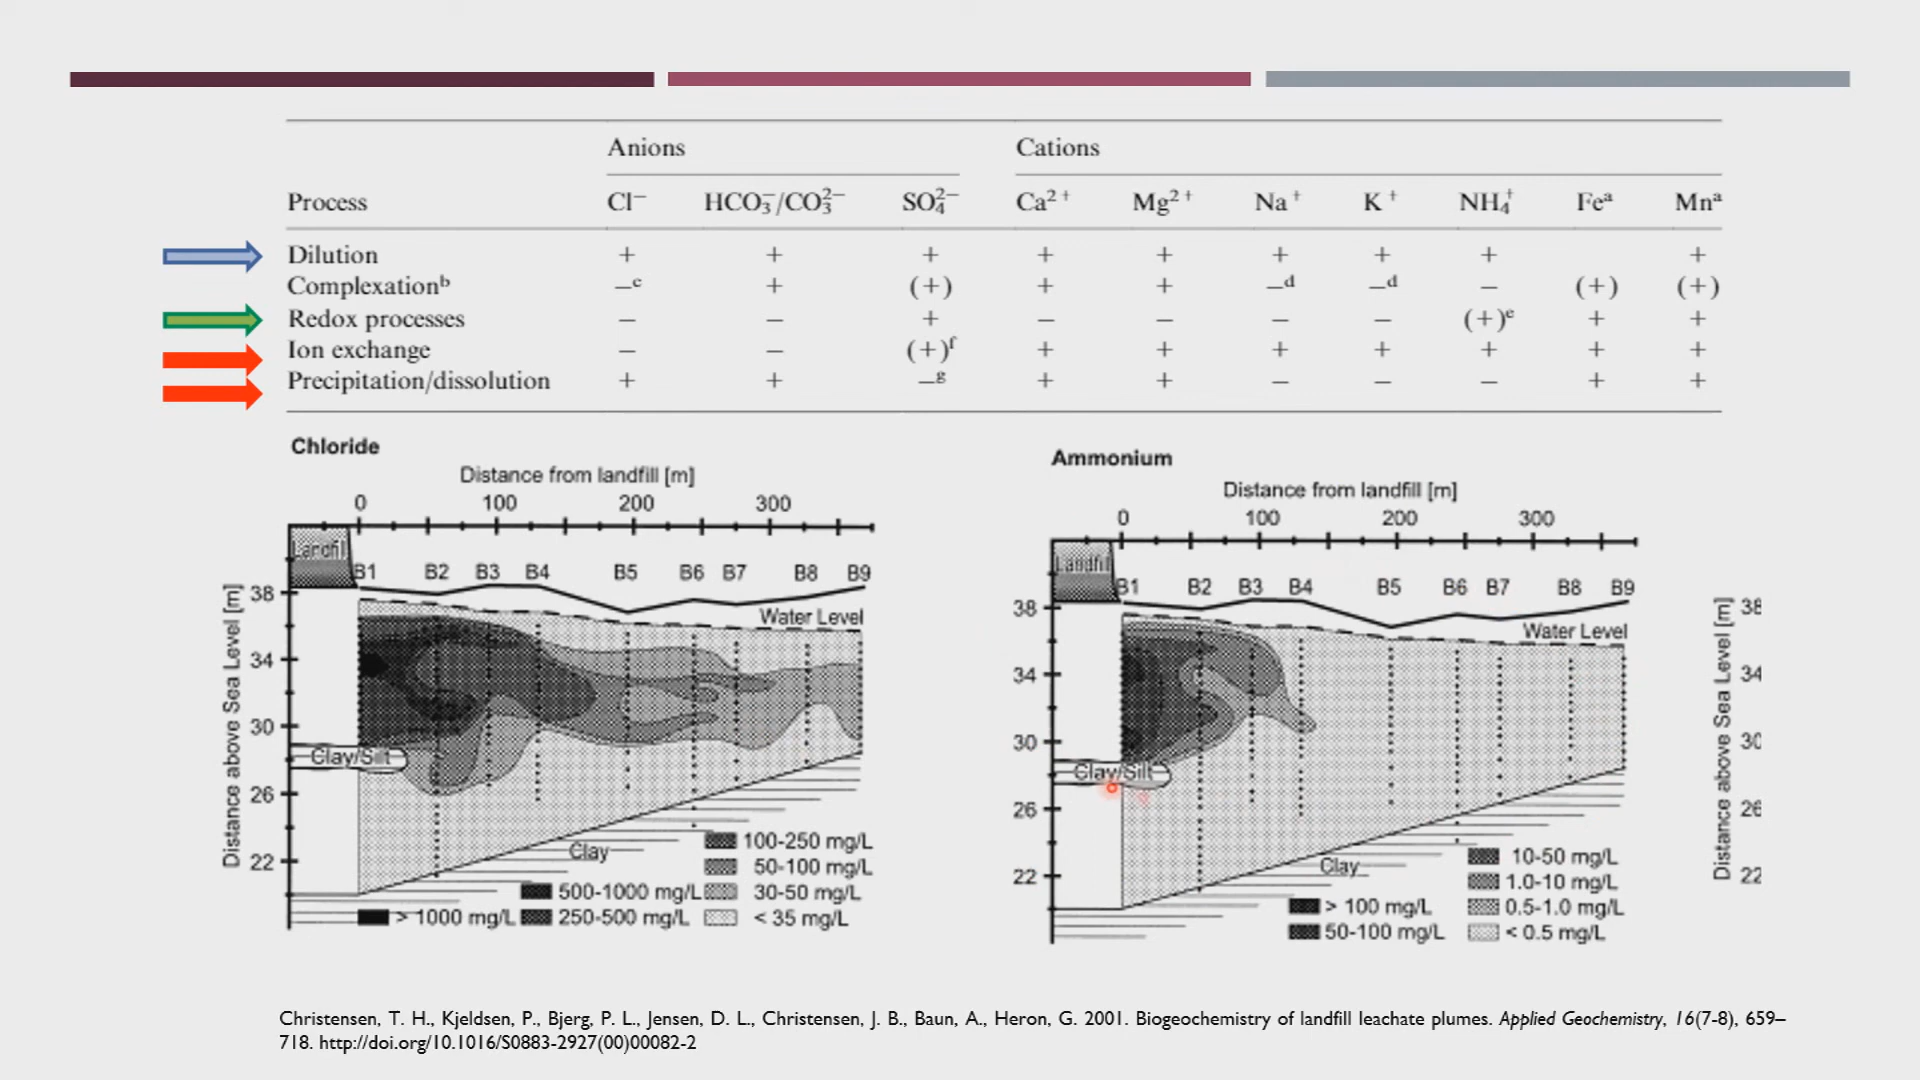 Anions Cations
Process Cl⁻ HCO₃⁻/CO₃²⁻ SO₄²⁻ Ca²⁺ Mg²⁺ Na⁺ K⁺ NH₄⁺ Feᵃ Mnᵃ
Dilution + + + + + + + + +
Complexationᵇ −ᶜ + (+) + + −ᵈ −ᵈ − (+) (+)
Redox processes − − + − − − − (+)ᵉ + +
Ion exchange − − (+)ᶠ + + + + + + +
Precipitation/dissolution + + −ᵍ + + − − − + +
Chloride
Distance from landfill [m]
0 100 200 300
Landfil
B1 B2 B3 B4 B5 B6 B7 B8 B9
Water Level
Distance above Sea Level [m]
38
34
30
26
22
Clay/Silt
Clay
100-250 mg/L
50-100 mg/L
500-1000 mg/L 30-50 mg/L
> 1000 mg/L 250-500 mg/L < 35 mg/L
Ammonium
Distance from landfill [m]
0 100 200 300
Landfil
B1 B2 B3 B4 B5 B6 B7 B8 B9
Water Level
38
34
30
26
22
Clay/Silt
Clay
10-50 mg/L
1.0-10 mg/L
> 100 mg/L 0.5-1.0 mg/L
50-100 mg/L < 0.5 mg/L
Distance above Sea Level [m]
38
34
30
26
22
Christensen, T. H., Kjeldsen, P., Bjerg, P. L., Jensen, D. L., Christensen, J. B., Baun, A., Heron, G. 2001. Biogeochemistry of landfill leachate plumes. Applied Geochemistry, 16(7-8), 659–
718. http://doi.org/10.1016/S0883-2927(00)00082-2